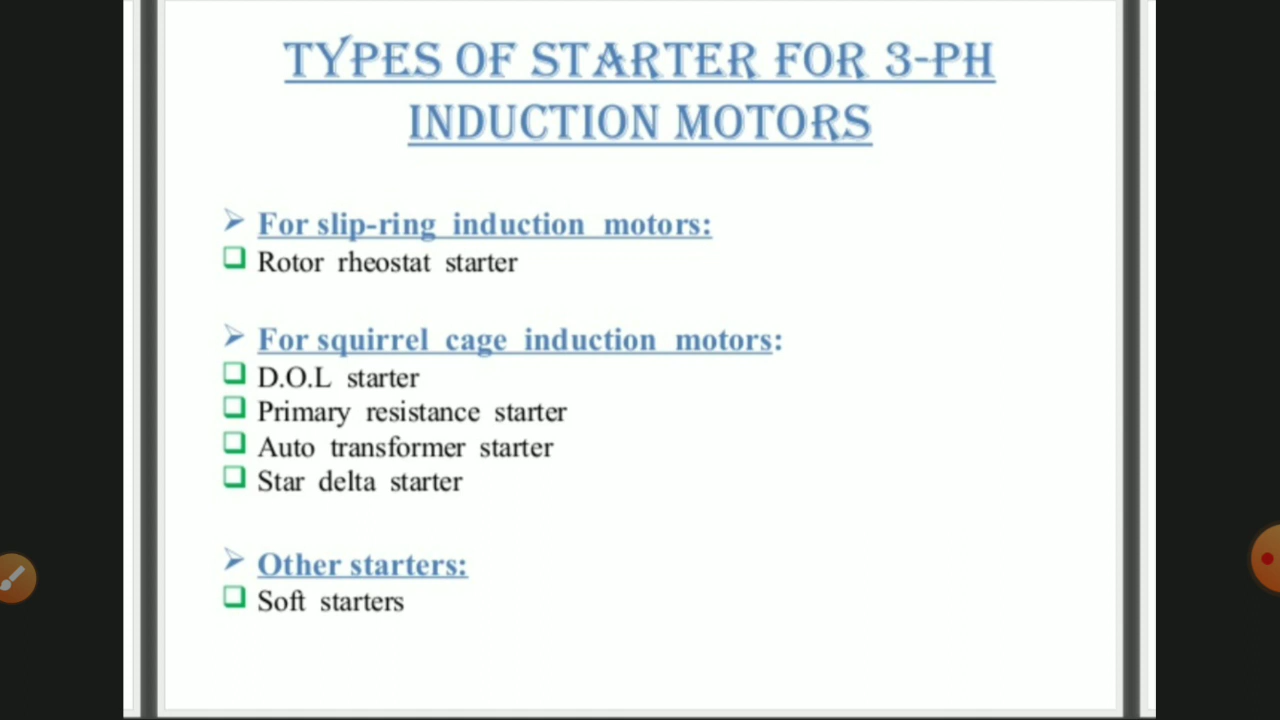 TYPES OF STARTER FOR 3-PH
INDUCTION MOTORS
For slip-ring induction motors:
Rotor rheostat starter
For squirrel cage induction motors:
D.O.L starter
Primary resistance starter
Auto transformer starter
Star delta starter
Other starters:
Soft starters